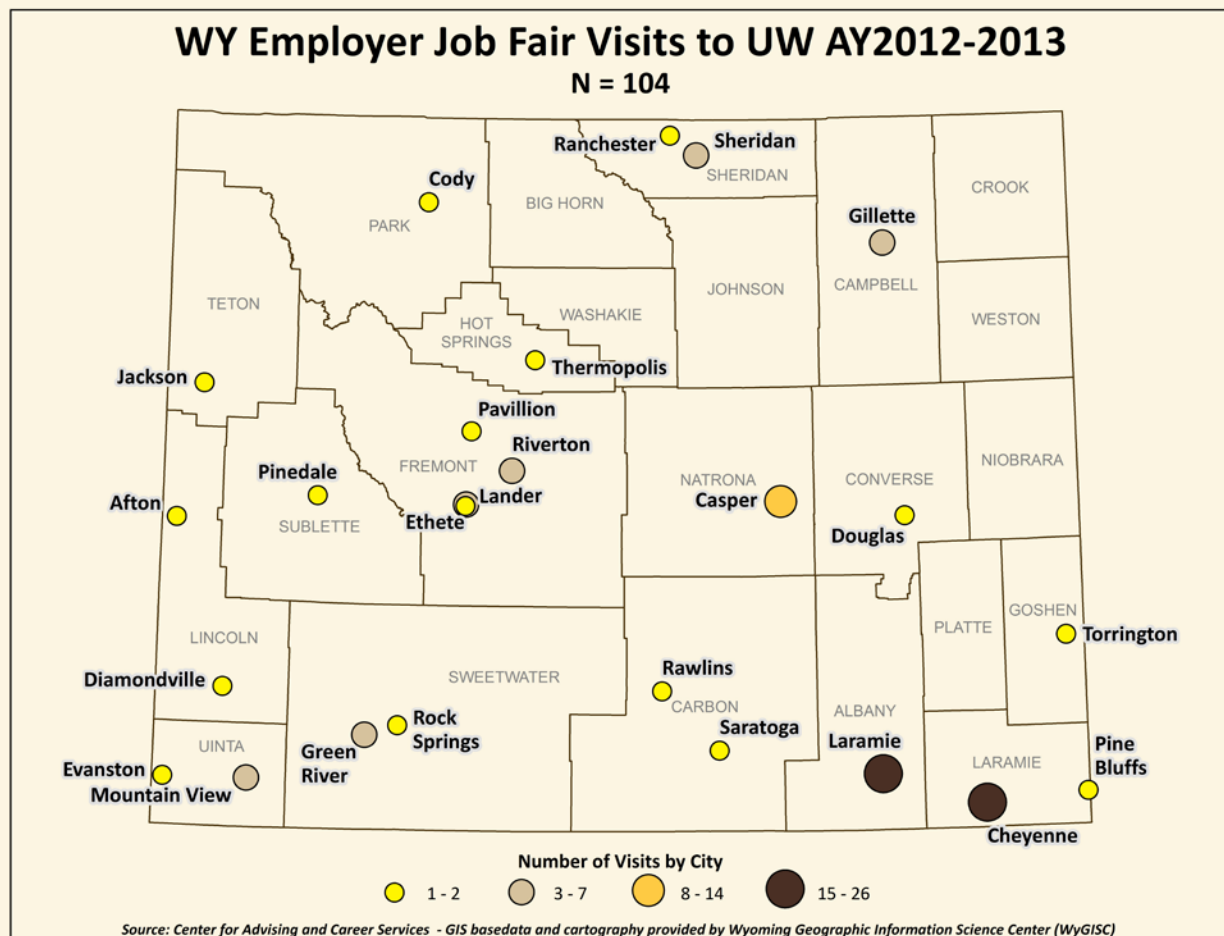 WY Employer Job Fair Visits to UW AY2012-2013
N = 104
Ranchester
Sheridan
SHERIDAN
Cody
PARK
BIG HORN
CROOK
Gillette
CAMPBELL
TETON
JOHNSON
WASHAKIE
HOT
SPRINGS
WESTON
Thermopolis
Jackson
Pavillion
Riverton
FREMONT
Pinedale
Lander
Ethete
SUBLETTE
Afton
NATRONA
Casper
CONVERSE
Douglas
NIOBRARA
LINCOLN
Diamondville
SWEETWATER
Rawlins
CARBON
Saratoga
ALBANY
Laramie
PLATTE
GOSHEN
Torrington
Rock
Springs
Green
River
UINTA
Evanston
Mountain View
LARAMIE
Pine
Bluffs
Cheyenne
Number of Visits by City
1 - 2
3 - 7
8 - 14
15 - 26
Source: Center for Advising and Career Services - GIS basedata and cartography provided by Wyoming Geographic Information Science Center (WyGISC)